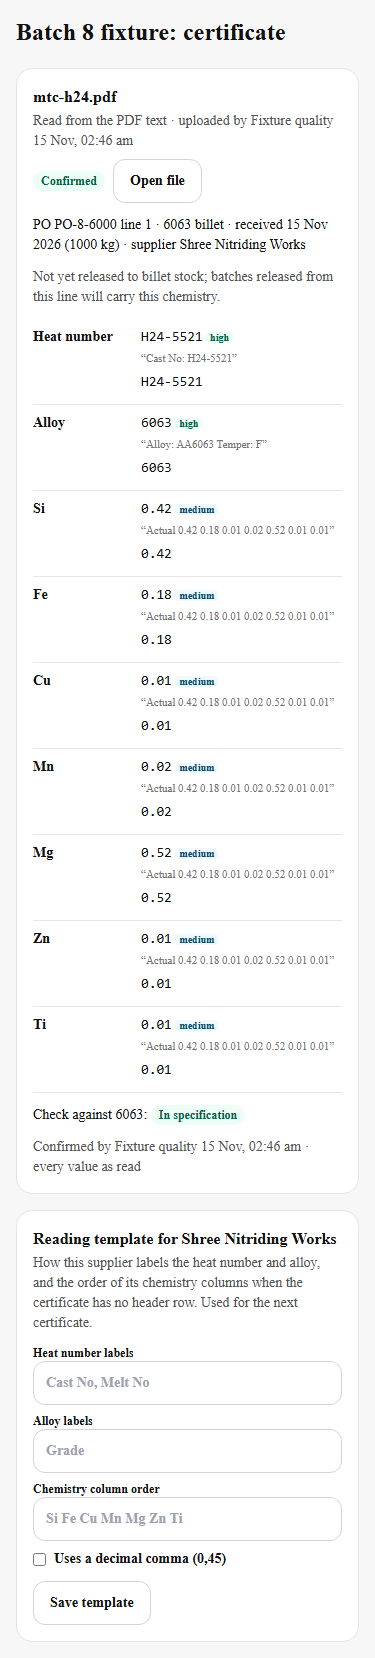 Batch 8 fixture: certificate
mtc-h24.pdf
Read from the PDF text · uploaded by Fixture quality
15 Nov, 02:46 am
Confirmed
Open file
PO PO-8-6000 line 1 · 6063 billet · received 15 Nov
2026 (1000 kg) · supplier Shree Nitriding Works
Not yet released to billet stock; batches released from
this line will carry this chemistry.
Heat number H24-5521 high
“Cast No: H24-5521”
H24-5521
Alloy 6063 high
“Alloy: AA6063 Temper: F”
6063
Si 0.42 medium
“Actual 0.42 0.18 0.01 0.02 0.52 0.01 0.01”
0.42
Fe 0.18 medium
“Actual 0.42 0.18 0.01 0.02 0.52 0.01 0.01”
0.18
Cu 0.01 medium
“Actual 0.42 0.18 0.01 0.02 0.52 0.01 0.01”
0.01
Mn 0.02 medium
“Actual 0.42 0.18 0.01 0.02 0.52 0.01 0.01”
0.02
Mg 0.52 medium
“Actual 0.42 0.18 0.01 0.02 0.52 0.01 0.01”
0.52
Zn 0.01 medium
“Actual 0.42 0.18 0.01 0.02 0.52 0.01 0.01”
0.01
Ti 0.01 medium
“Actual 0.42 0.18 0.01 0.02 0.52 0.01 0.01”
0.01
Check against 6063: In specification
Confirmed by Fixture quality 15 Nov, 02:46 am ·
every value as read
Reading template for Shree Nitriding Works
How this supplier labels the heat number and alloy,
and the order of its chemistry columns when the
certificate has no header row. Used for the next
certificate.
Heat number labels
Cast No, Melt No
Alloy labels
Grade
Chemistry column order
Si Fe Cu Mn Mg Zn Ti
Uses a decimal comma (0,45)
Save template